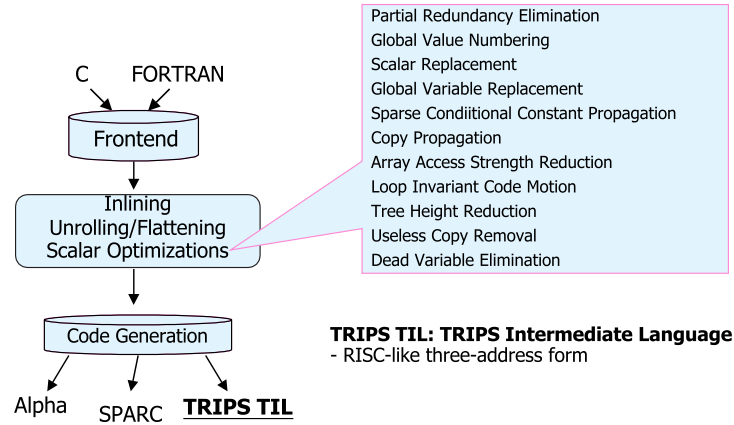 C
FORTRAN
Frontend
Inlining
Unrolling/Flattening
Scalar Optimizations
Code Generation
Alpha
SPARC
TRIPS TIL
Partial Redundancy Elimination
Global Value Numbering
Scalar Replacement
Global Variable Replacement
Sparse Condiitional Constant Propagation
Copy Propagation
Array Access Strength Reduction
Loop Invariant Code Motion
Tree Height Reduction
Useless Copy Removal
Dead Variable Elimination
TRIPS TIL: TRIPS Intermediate Language
- RISC-like three-address form